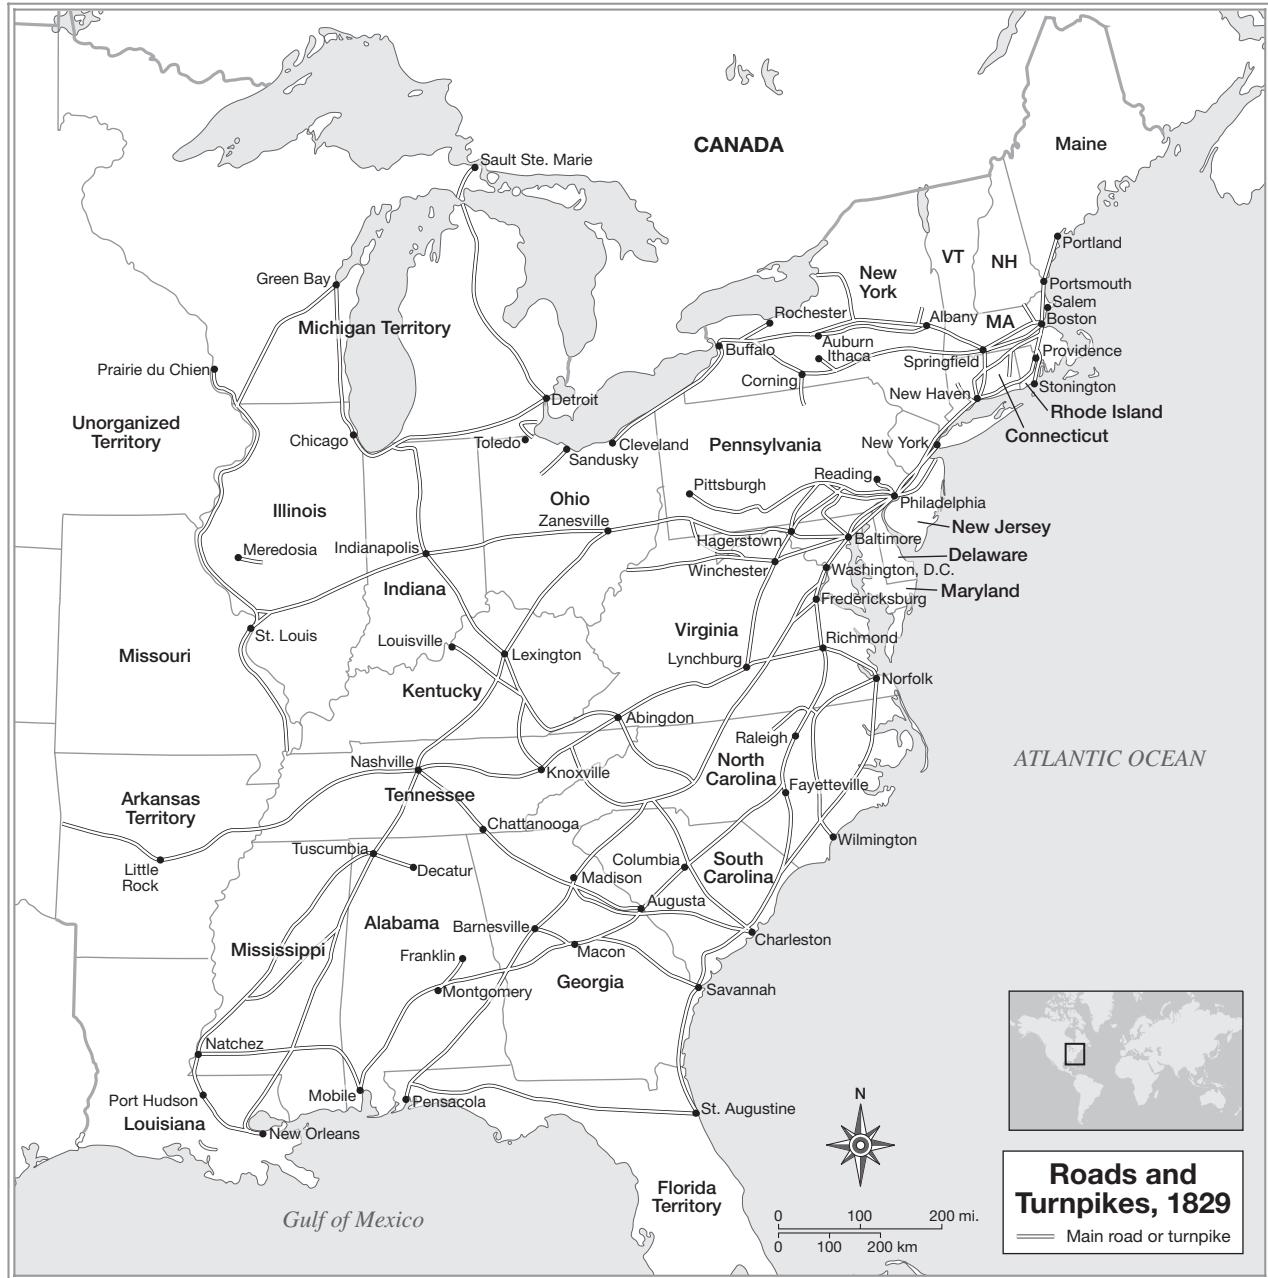 CANADA
Maine
Sault Ste. Marie
Portland
VT
NH
New
York
Green Bay
Portsmouth
Salem
Boston
MA
Michigan Territory
Rochester
Albany
Auburn
Ithaca
Buffalo
Springfield
Providence
Prairie du Chien
Corning
New Haven
Stonington
Rhode Island
Connecticut
Detroit
Unorganized
Territory
Chicago
Toledo
Cleveland
Sandusky
Pennsylvania
New York
Reading
Pittsburgh
Philadelphia
Illinois
Ohio
Zanesville
New Jersey
Hagerstown
Baltimore
Meredosia
Indianapolis
Delaware
Winchester
Washington, D.C.
Indiana
Maryland
Fredericksburg
St. Louis
Louisville
Lexington
Virginia
Richmond
Missouri
Lynchburg
Kentucky
Norfolk
Abingdon
Raleigh
Nashville
Knoxville
North
Carolina
ATLANTIC OCEAN
Tennessee
Fayetteville
Arkansas
Territory
Chattanooga
Wilmington
Tuscumbia
Little
Rock
Decatur
Columbia
South
Carolina
Madison
Augusta
Alabama
Barnesville
Charleston
Mississippi
Franklin
Macon
Georgia
Montgomery
Savannah
Natchez
Mobile
Port Hudson
Pensacola
St. Augustine
Louisiana
New Orleans
Florida
Territory
Gulf of Mexico
N
0 100 200 mi.
0 100 200 km
Roads and
Turnpikes, 1829
Main road or turnpike